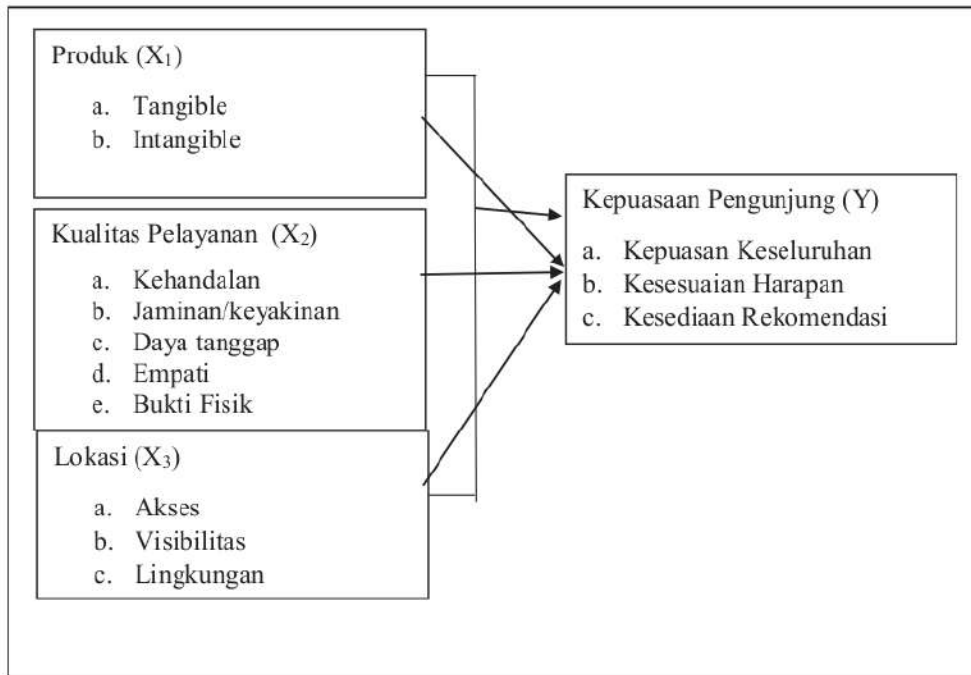 Produk (X₁)
a. Tangible
b. Intangible
Kualitas Pelayanan (X₂)
a. Kehandalan
b. Jaminan/keyakinan
c. Daya tanggap
d. Empati
e. Bukti Fisik
Lokasi (X₃)
a. Akses
b. Visibilitas
c. Lingkungan
Kepuasaan Pengunjung (Y)
a. Kepuasan Keseluruhan
b. Kesesuaian Harapan
c. Kesediaan Rekomendasi